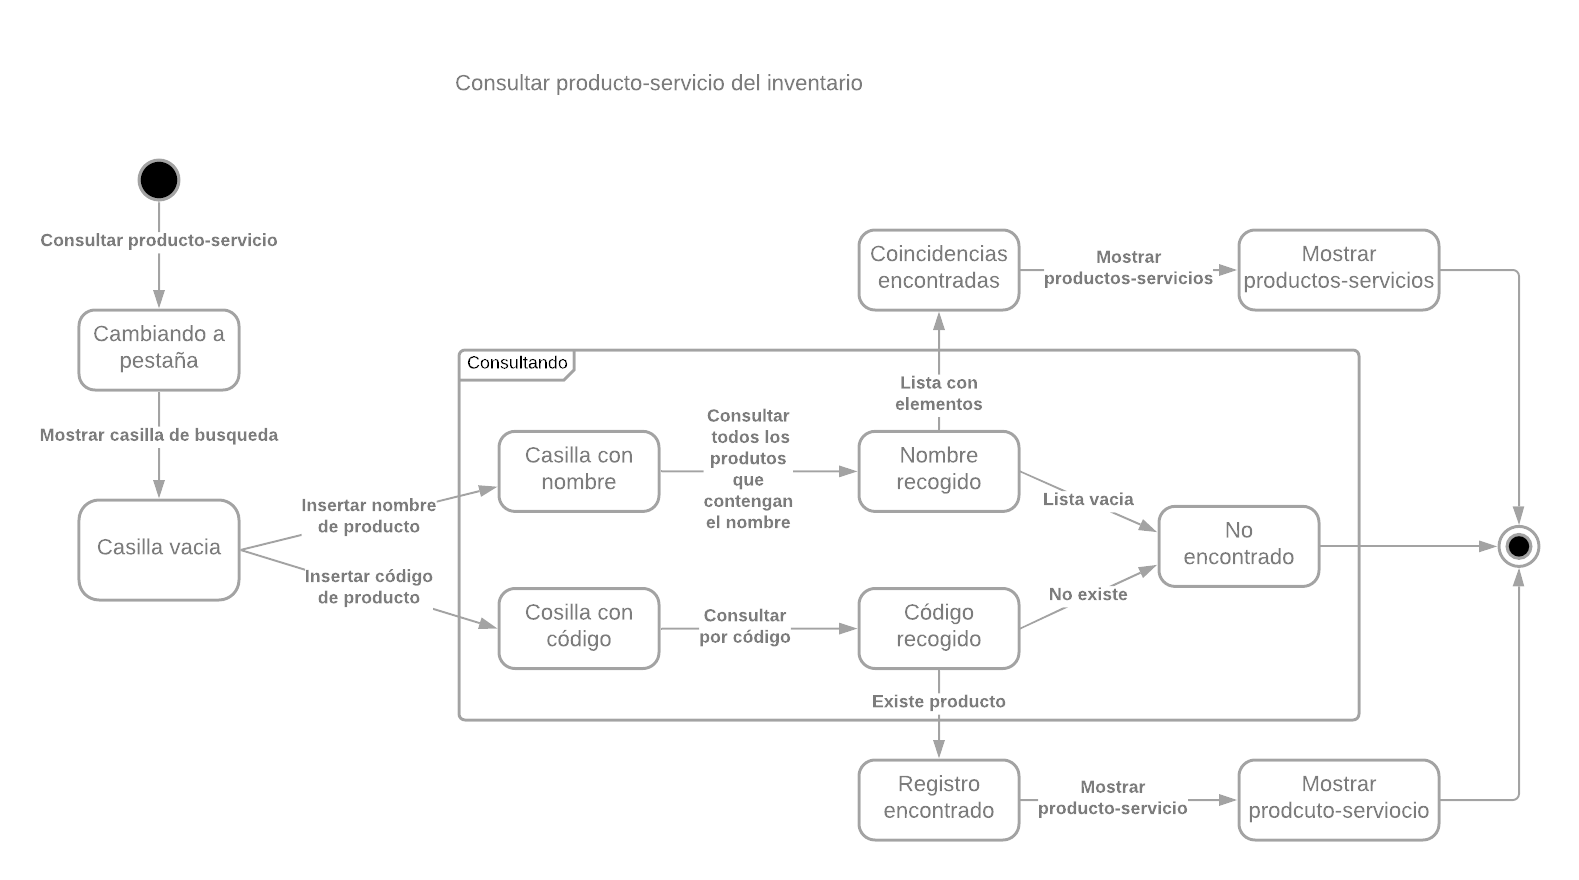 Consultar producto-servicio del inventario
Consultar producto-servicio
Cambiando a
pestaña
Mostrar casilla de busqueda
Casilla vacia
Insertar nombre
de producto
Insertar código
de producto
Consultando
Casilla con
nombre
Consultar
todos los
produtos
que
contengan
el nombre
Nombre
recogido
Lista con
elementos
Coincidencias
encontradas
Mostrar
productos-servicios
Mostrar
productos-servicios
Lista vacia
No
encontrado
Cosilla con
código
Consultar
por código
Código
recogido
No existe
Existe producto
Registro
encontrado
Mostrar
producto-servicio
Mostrar
prodcuto-serviocio